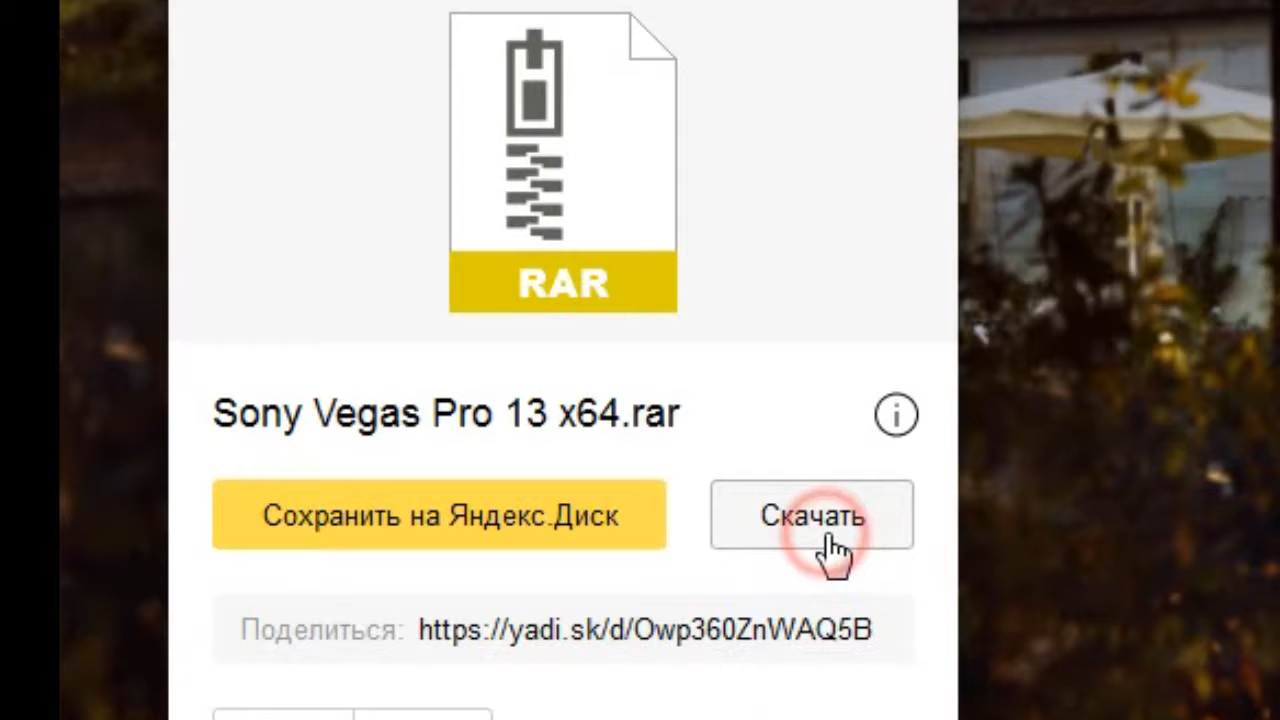 RAR
Sony Vegas Pro 13 x64.rar
Сохранить на Яндекс.Диск
Скачать
Поделиться: https://yadi.sk/d/Owp360ZnWAQ5B